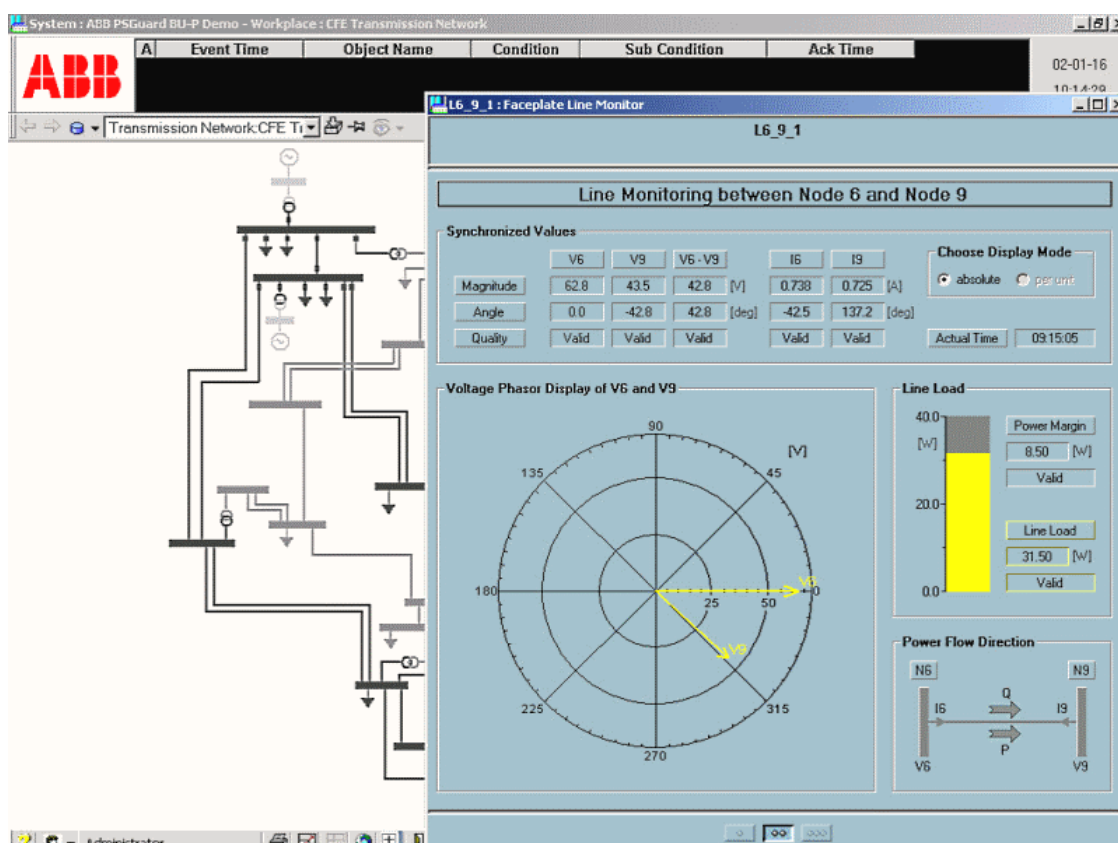 System : ABB PSGuard BU-P Demo - Workplace : CFE Transmission Network
A Event Time Object Name Condition Sub Condition Ack Time
ABB
02-01-16
10:14:29
L6_9_1 : Faceplate Line Monitor
Transmission Network:CFE
L6_9_1
Line Monitoring between Node 6 and Node 9
Synchronized Values
V6 V9 V6 - V9 I6 I9
Choose Display Mode
Magnitude 62.8 43.5 42.8 [V] 0.738 0.725 [A]
absolute per unit
Angle 0.0 -42.8 42.8 [deg] -42.5 137.2 [deg]
Quality Valid Valid Valid Valid Valid
Actual Time 09:15:05
Voltage Phasor Display of V6 and V9
[V]
90
45
135
180
25
50
0
V6
V9
225
270
315
Line Load
40.0
[W]
20.0
0.0
Power Margin
8.50 [W]
Valid
Line Load
31.50 [W]
Valid
Power Flow Direction
N6 N9
Q
I6 I9
P
V6 V9
Administrator